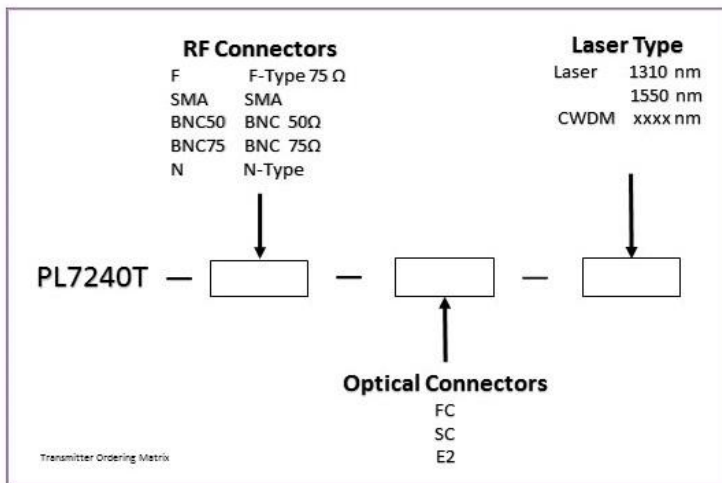 RF Connectors
F F-Type 75 Ω
SMA SMA
BNC50 BNC 50Ω
BNC75 BNC 75Ω
N N-Type
Laser Type
Laser 1310 nm
1550 nm
CWDM xxxx nm
PL7240T — — —
Optical Connectors
FC
SC
E2
Transmitter Ordering Matrix